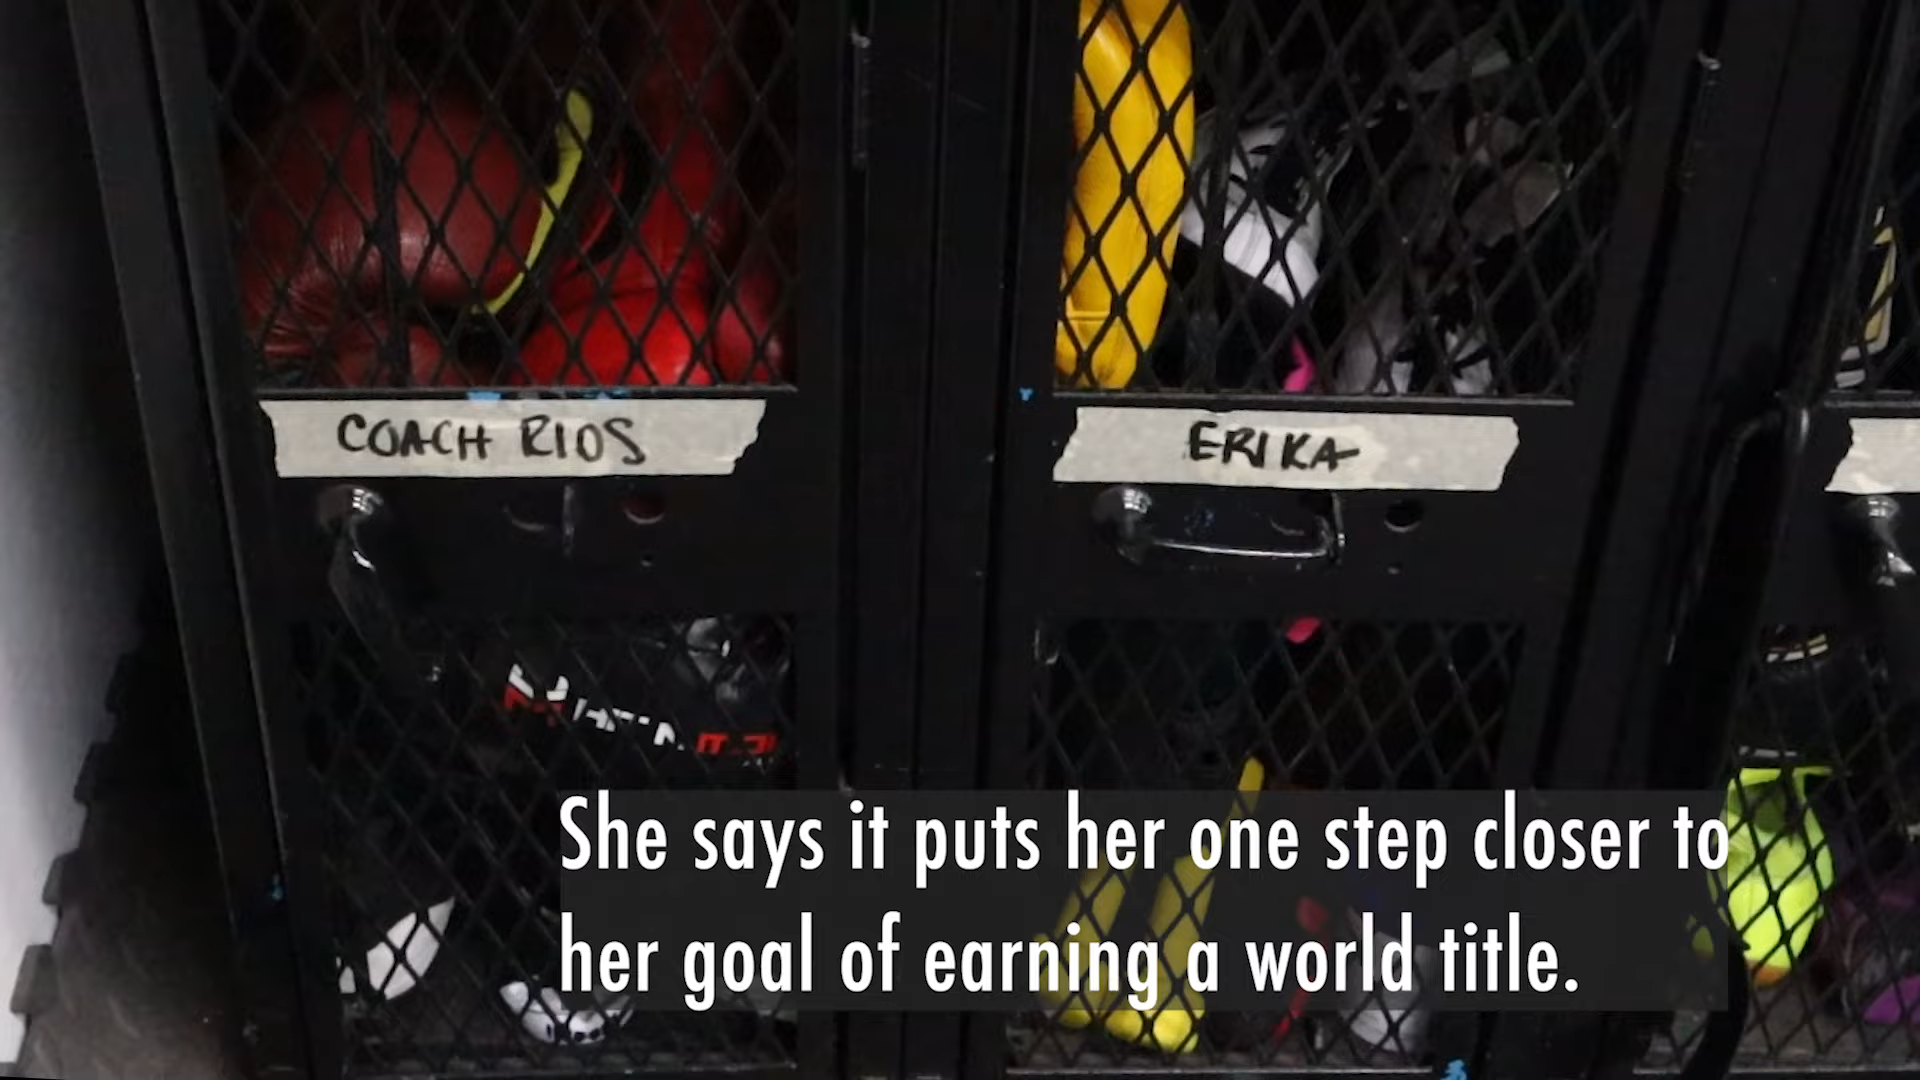 COACH RIOS
ERIKA
She says it puts her one step closer to
her goal of earning a world title.